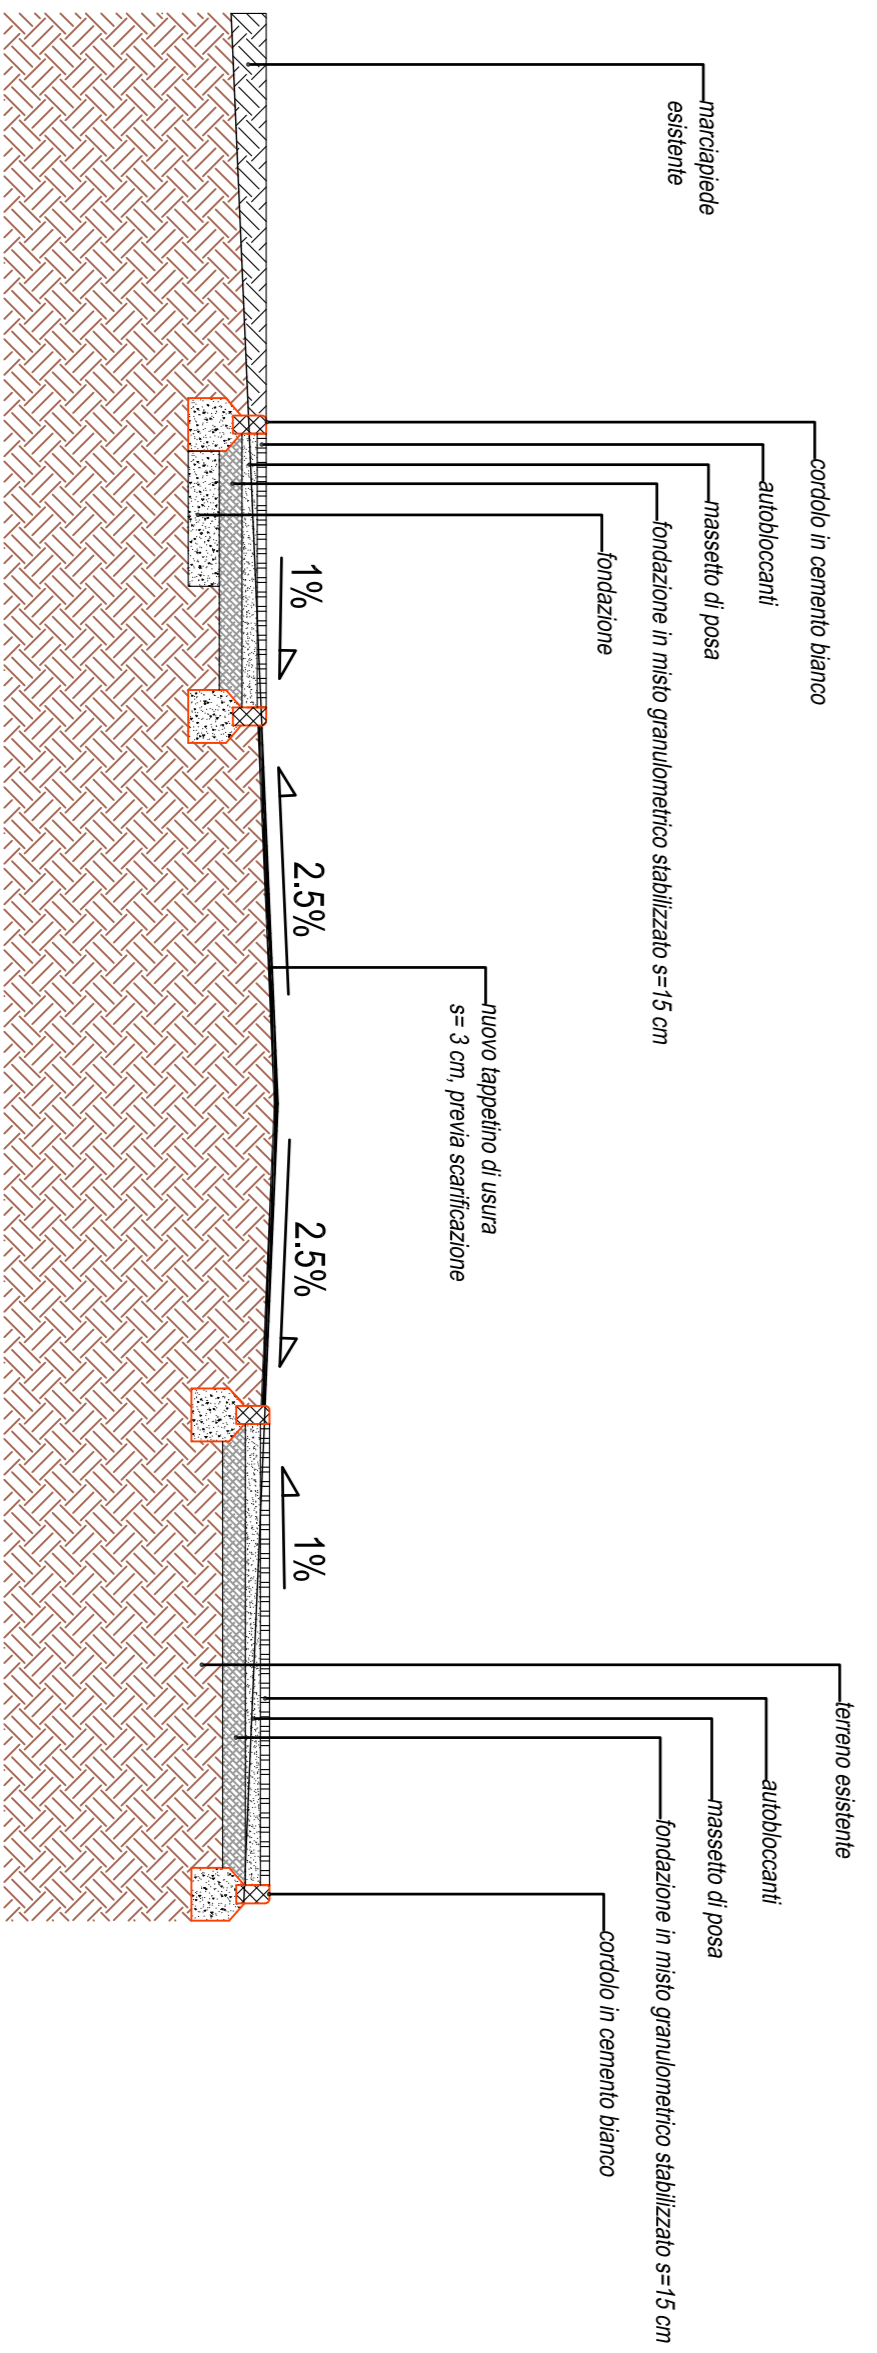 marciapiede
esistente
cordolo in cemento bianco
autobloccanti
massetto di posa
fondazione in misto granulometrico stabilizzato s=15 cm
fondazione
1%
2.5%
nuovo tappetino di usura
s= 3 cm, previa scarificazione
2.5%
1%
terreno esistente
autobloccanti
massetto di posa
fondazione in misto granulometrico stabilizzato s=15 cm
cordolo in cemento bianco